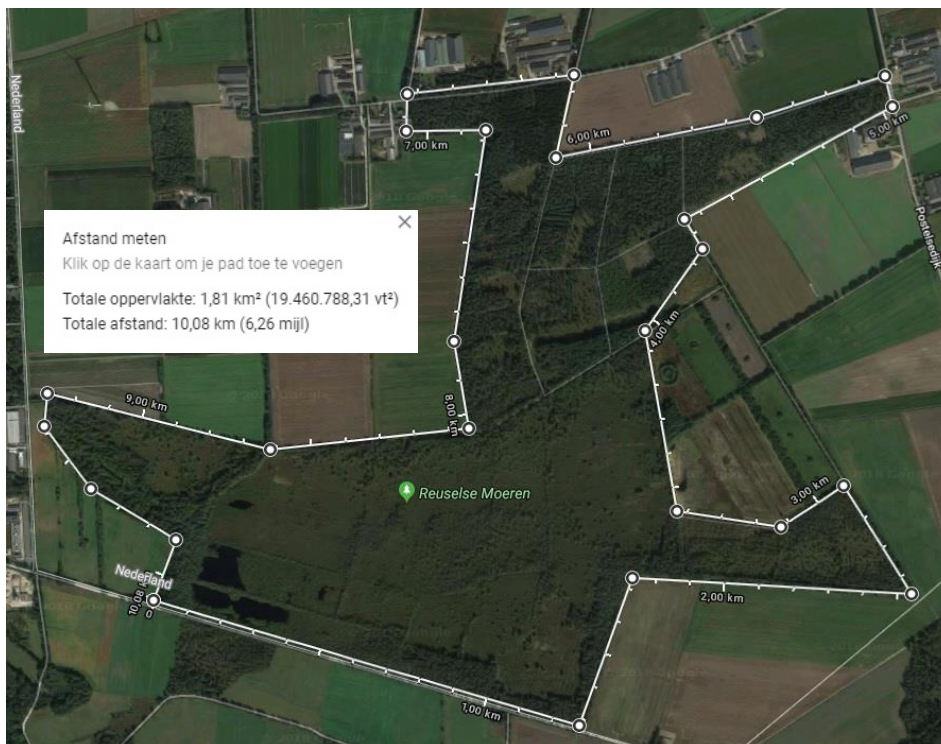 Nederland
6,00 km
5,00 km
7,00 km
Postelsedijk
Afstand meten
Klik op de kaart om je pad toe te voegen
Totale oppervlakte: 1,81 km² (19.460.788,31 vt²)
Totale afstand: 10,08 km (6,26 mijl)
4,00 km
9,00 km
8,00 km
Reuselse Moeren
3,00 km
Nederland
10,08 k
0
2,00 km
1,00 km